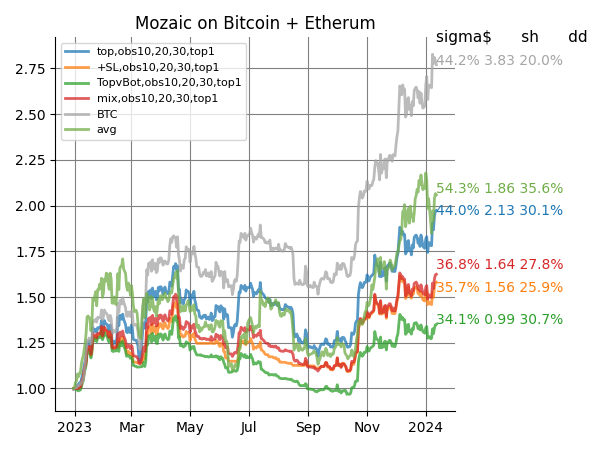 Mozaic on Bitcoin + Etherum
sigma$ sh dd
top,obs10,20,30,top1
+SL,obs10,20,30,top1
TopvBot,obs10,20,30,top1
mix,obs10,20,30,top1
BTC
avg
44.2% 3.83 20.0%
54.3% 1.86 35.6%
44.0% 2.13 30.1%
36.8% 1.64 27.8%
35.7% 1.56 25.9%
34.1% 0.99 30.7%
2.75
2.50
2.25
2.00
1.75
1.50
1.25
1.00
2023 Mar May Jul Sep Nov 2024